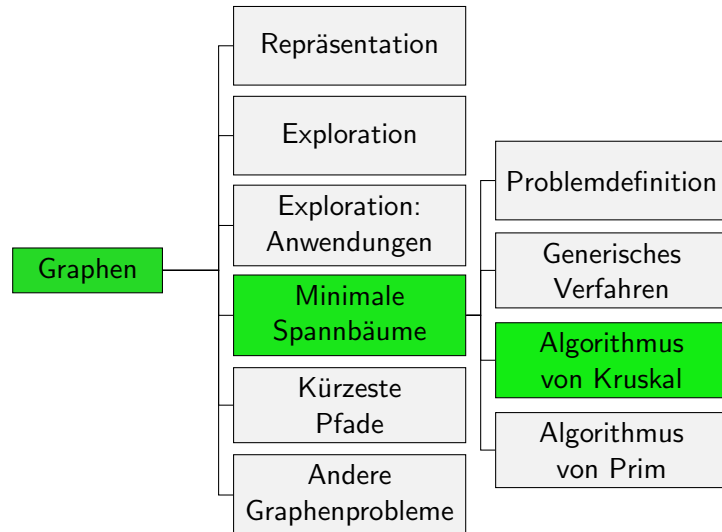 Graphen
Repräsentation
Exploration
Exploration:
Anwendungen
Minimale
Spannbäume
Kürzeste
Pfade
Andere
Graphenprobleme
Problemdefinition
Generisches
Verfahren
Algorithmus
von Kruskal
Algorithmus
von Prim